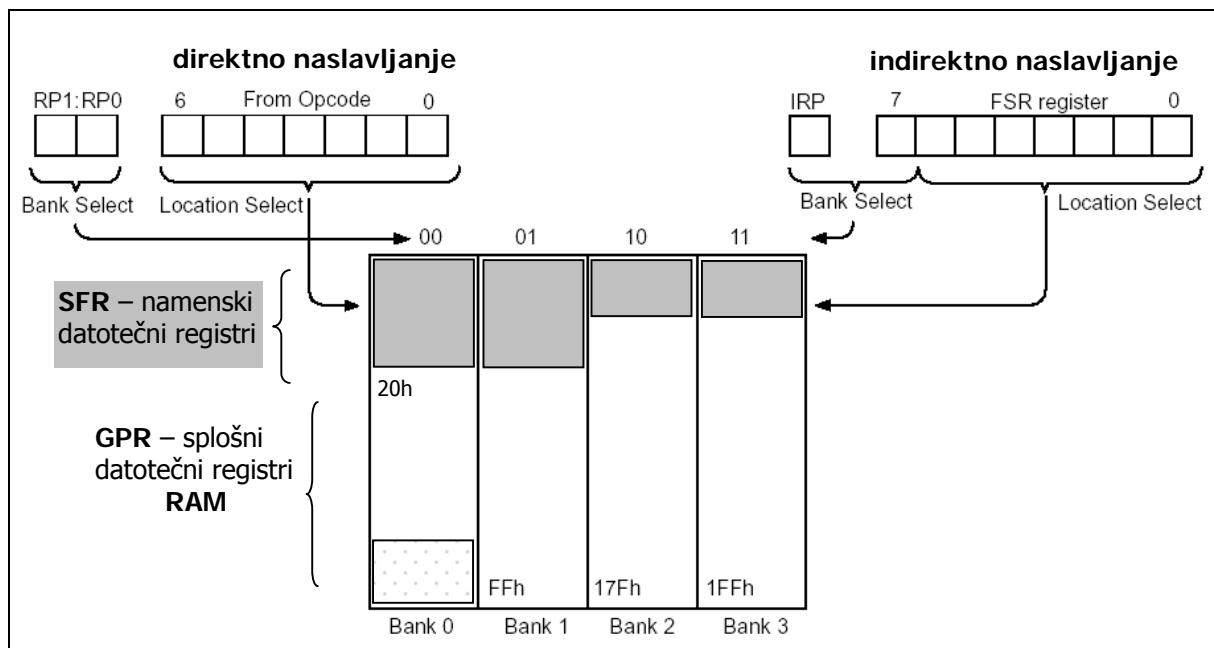 direktno naslavljanje
indirektno naslavljanje
RP1:RP0 6 From Opcode 0
IRP 7 FSR register 0
Bank Select Location Select
Bank Select Location Select
00 01 10 11
SFR – namenski
datotečni registri
20h
GPR – splošni
datotečni registri
RAM
FFh 17Fh 1FFh
Bank 0 Bank 1 Bank 2 Bank 3